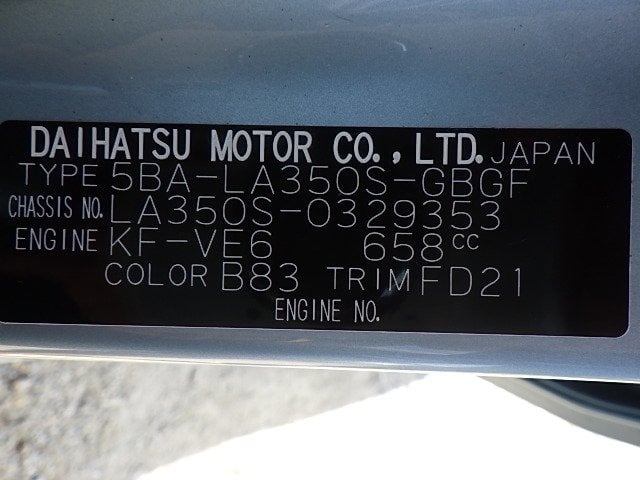 DAIHATSU MOTOR CO., LTD. JAPAN
TYPE 5BA-LA350S-GBGF
CHASSIS NO. LA350S-0329353
ENGINE KF-VE6 658cc
COLOR B83 TRIM FD21
ENGINE NO.